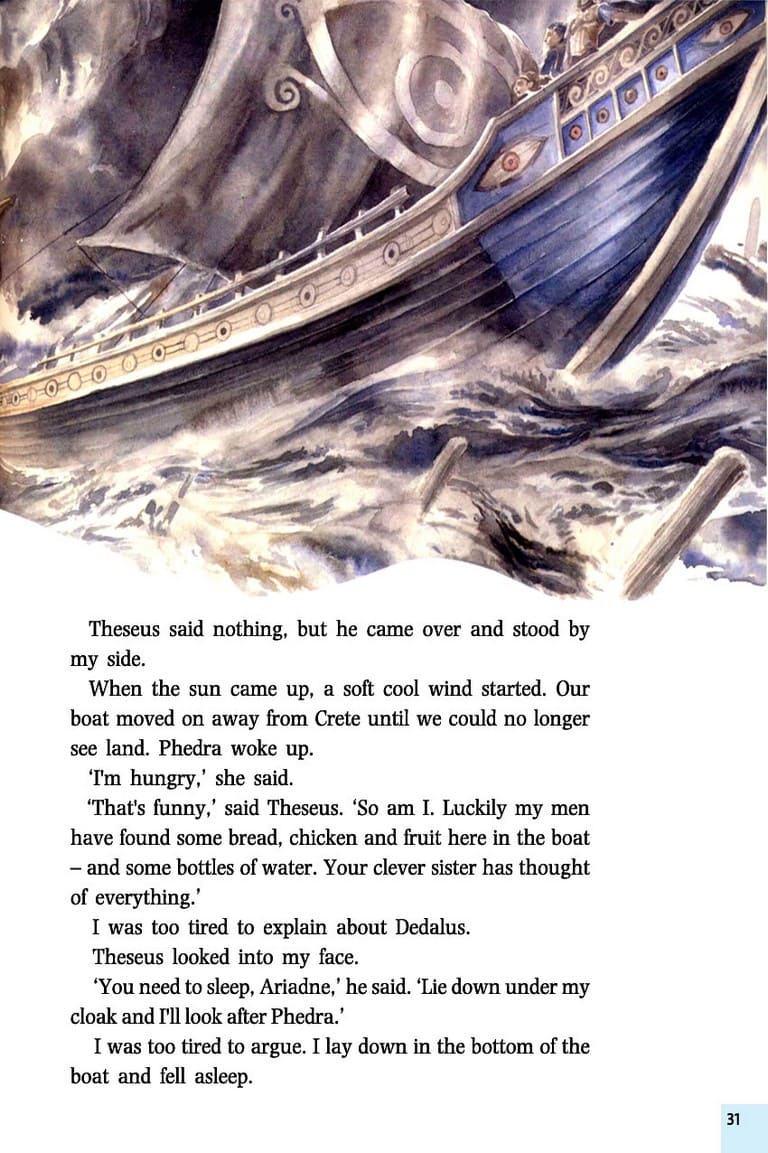 Theseus said nothing, but he came over and stood by
my side.
When the sun came up, a soft cool wind started. Our
boat moved on away from Crete until we could no longer
see land. Phedra woke up.
‘I'm hungry,’ she said.
‘That's funny,’ said Theseus. ‘So am I. Luckily my men
have found some bread, chicken and fruit here in the boat
– and some bottles of water. Your clever sister has thought
of everything.’
I was too tired to explain about Dedalus.
Theseus looked into my face.
‘You need to sleep, Ariadne,’ he said. ‘Lie down under my
cloak and I'll look after Phedra.’
I was too tired to argue. I lay down in the bottom of the
boat and fell asleep.
31